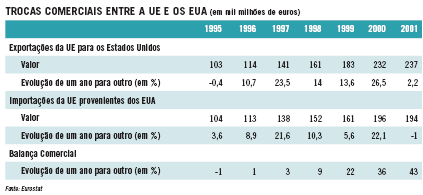 TROCAS COMERCIAIS ENTRE A UE E OS EUA (em mil milhões de euros)
1995 1996 1997 1998 1999 2000 2001
Exportações da UE para os Estados Unidos
Valor 103 114 141 161 183 232 237
Evolução de um ano para outro (em %) -0,4 10,7 23,5 14 13,6 26,5 2,2
Importações da UE provenientes dos EUA
Valor 104 113 138 152 161 196 194
Evolução de um ano para outro (em %) 3,6 8,9 21,6 10,3 5,6 22,1 -1
Balança Comercial
Evolução de um ano para outro (em %) -1 1 3 9 22 36 43
Fonte: Eurostat